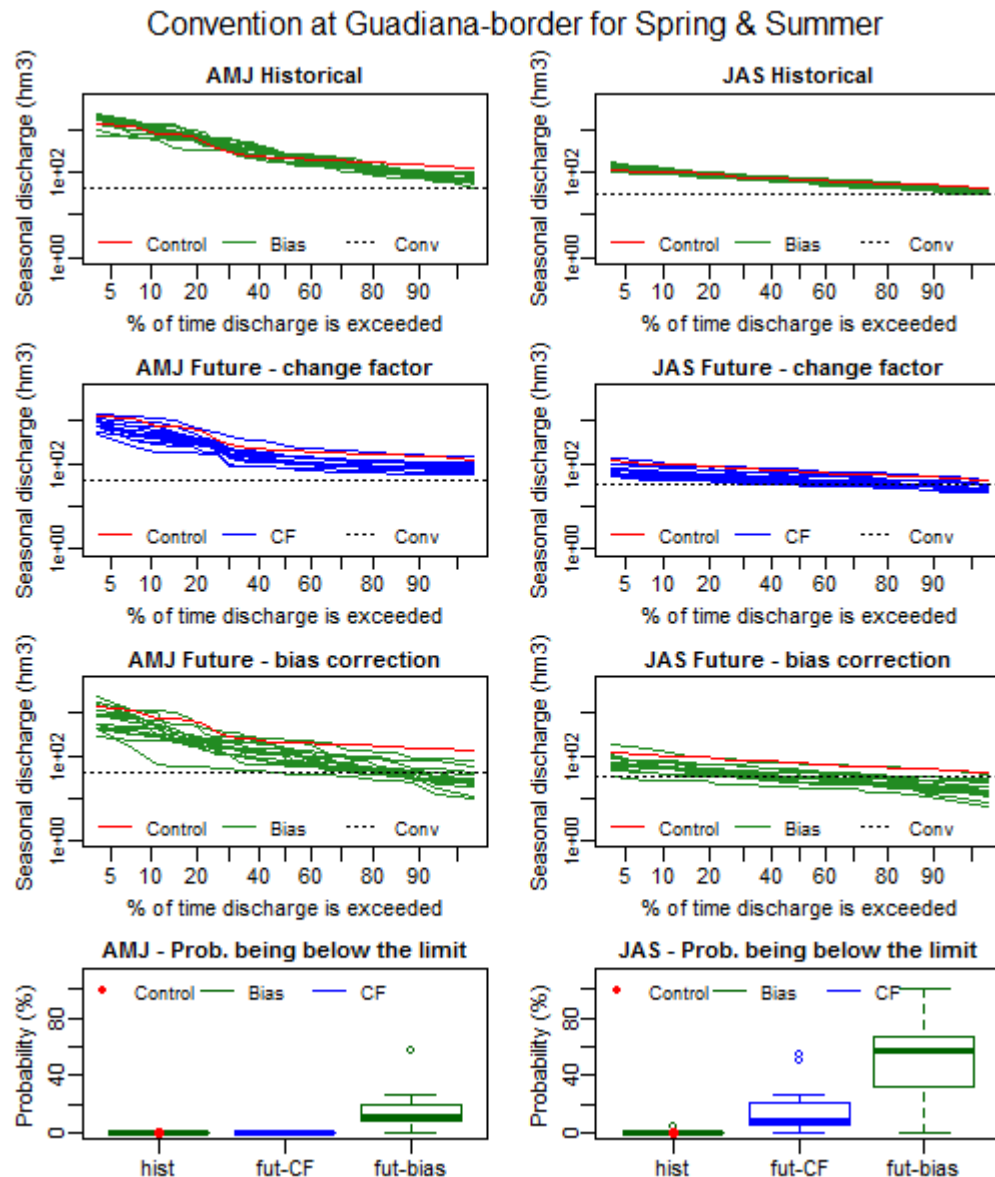 Convention at Guadiana-border for Spring & Summer
AMJ Historical
Seasonal discharge (hm3)
1e+02
1e+00
Control Bias Conv
5 10 20 40 60 80 90
% of time discharge is exceeded
JAS Historical
Seasonal discharge (hm3)
1e+02
1e+00
Control Bias Conv
5 10 20 40 60 80 90
% of time discharge is exceeded
AMJ Future - change factor
Seasonal discharge (hm3)
1e+02
1e+00
Control CF Conv
5 10 20 40 60 80 90
% of time discharge is exceeded
JAS Future - change factor
Seasonal discharge (hm3)
1e+02
1e+00
Control CF Conv
5 10 20 40 60 80 90
% of time discharge is exceeded
AMJ Future - bias correction
Seasonal discharge (hm3)
1e+02
1e+00
Control Bias Conv
5 10 20 40 60 80 90
% of time discharge is exceeded
JAS Future - bias correction
Seasonal discharge (hm3)
1e+02
1e+00
Control Bias Conv
5 10 20 40 60 80 90
% of time discharge is exceeded
AMJ - Prob. being below the limit
Probability (%)
Control Bias CF
80
40
0
hist fut-CF fut-bias
JAS - Prob. being below the limit
Probability (%)
Control Bias CF
80
40
0
hist fut-CF fut-bias